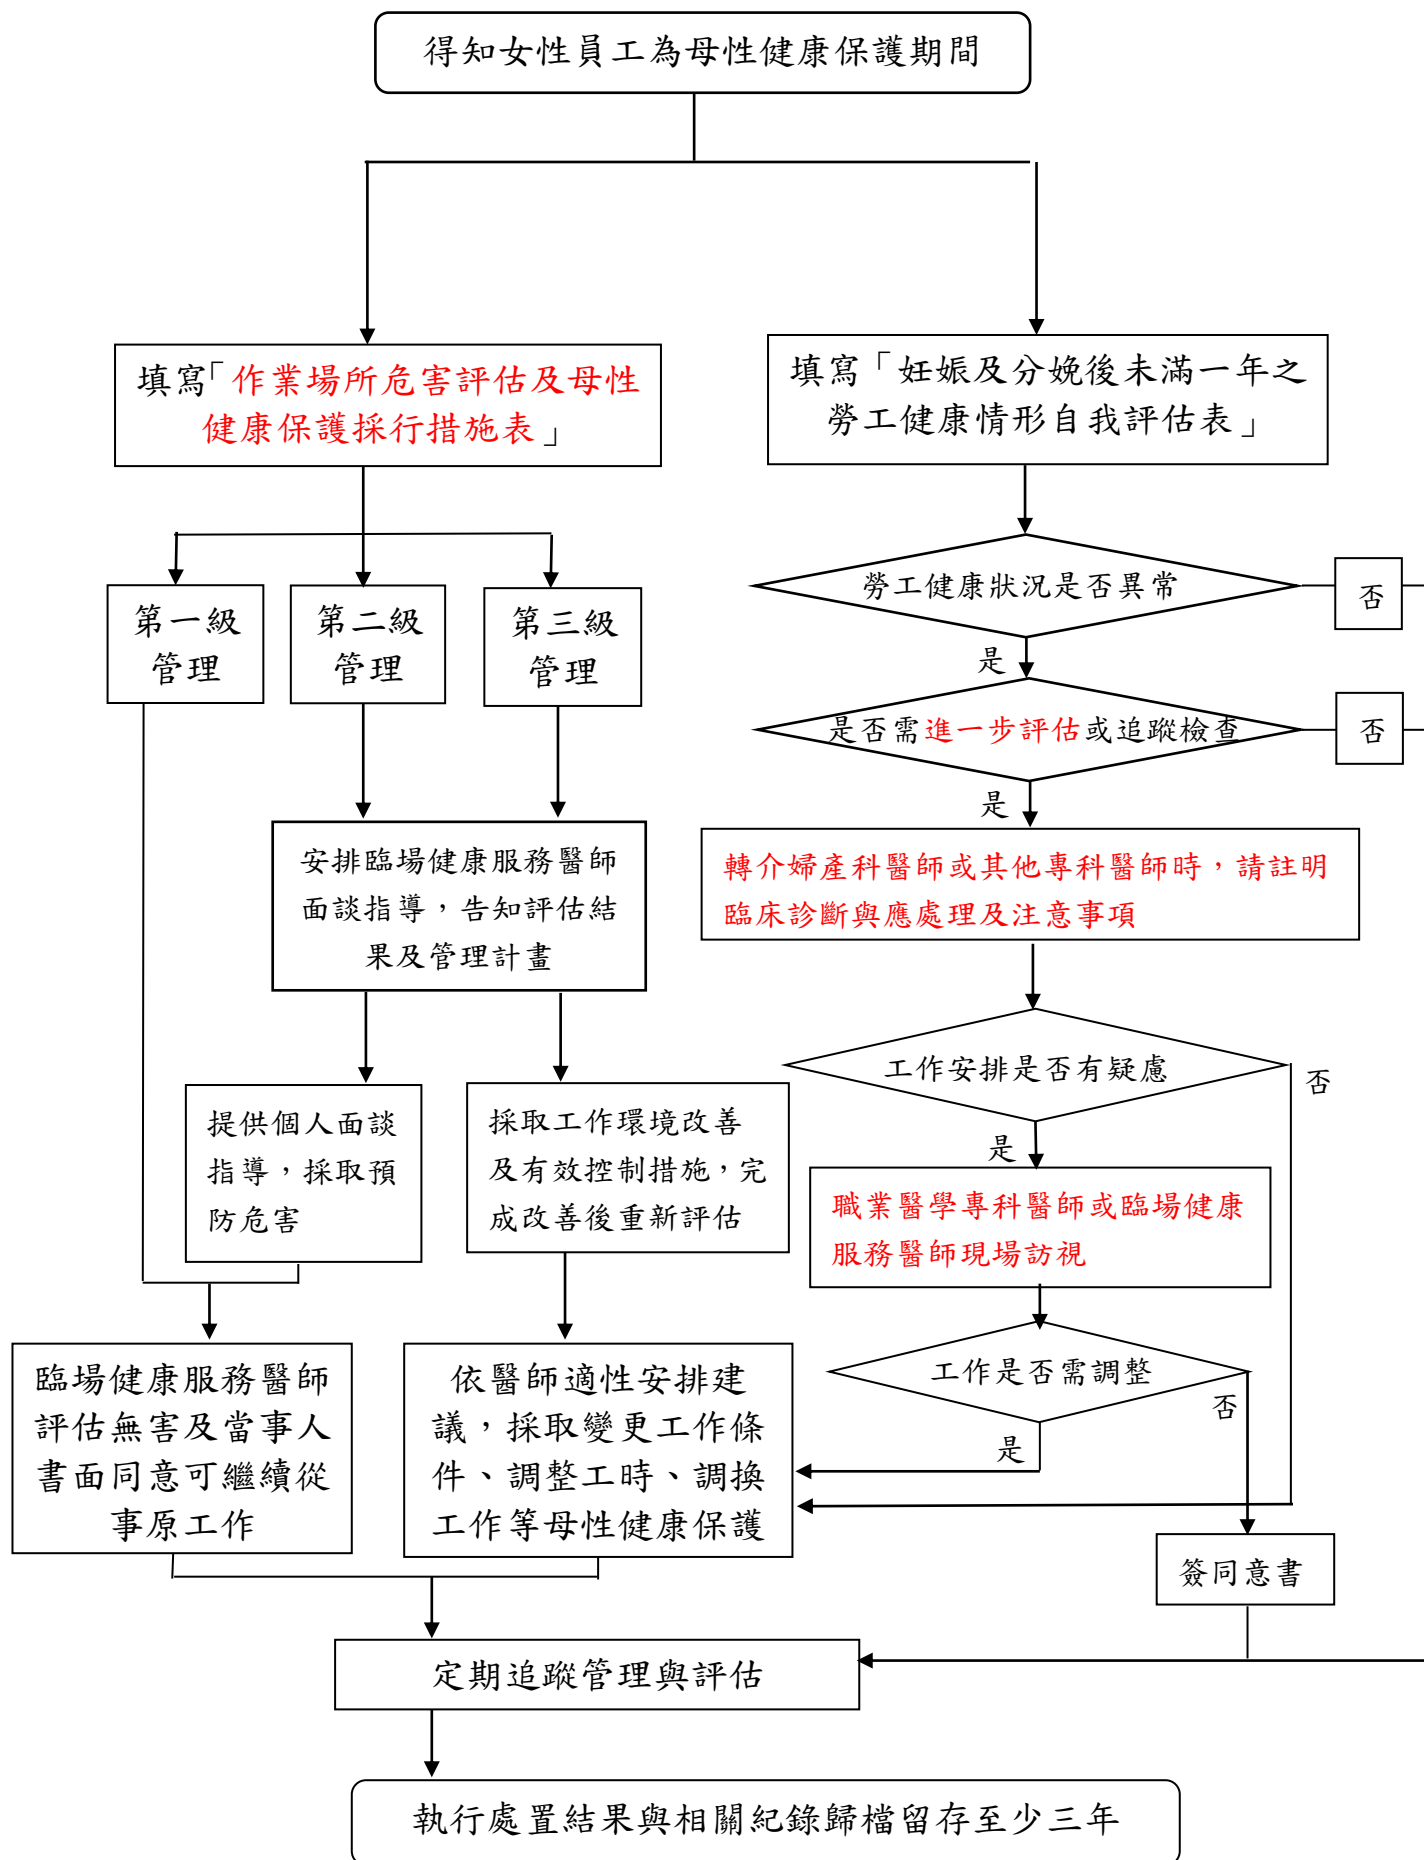 得知女性員工為母性健康保護期間
填寫「作業場所危害評估及母性
健康保護採行措施表」
填寫「妊娠及分娩後未滿一年之
勞工健康情形自我評估表」
第一級
管理
第二級
管理
第三級
管理
勞工健康狀況是否異常
否
是
是否需進一步評估或追蹤檢查
否
是
安排臨場健康服務醫師
面談指導，告知評估結
果及管理計畫
轉介婦產科醫師或其他專科醫師時，請註明
臨床診斷與應處理及注意事項
工作安排是否有疑慮
否
是
提供個人面談
指導，採取預
防危害
採取工作環境改善
及有效控制措施，完
成改善後重新評估
職業醫學專科醫師或臨場健康
服務醫師現場訪視
工作是否需調整
否
是
臨場健康服務醫師
評估無害及當事人
書面同意可繼續從
事原工作
依醫師適性安排建
議，採取變更工作條
件、調整工時、調換
工作等母性健康保護
簽同意書
定期追蹤管理與評估
執行處置結果與相關紀錄歸檔留存至少三年